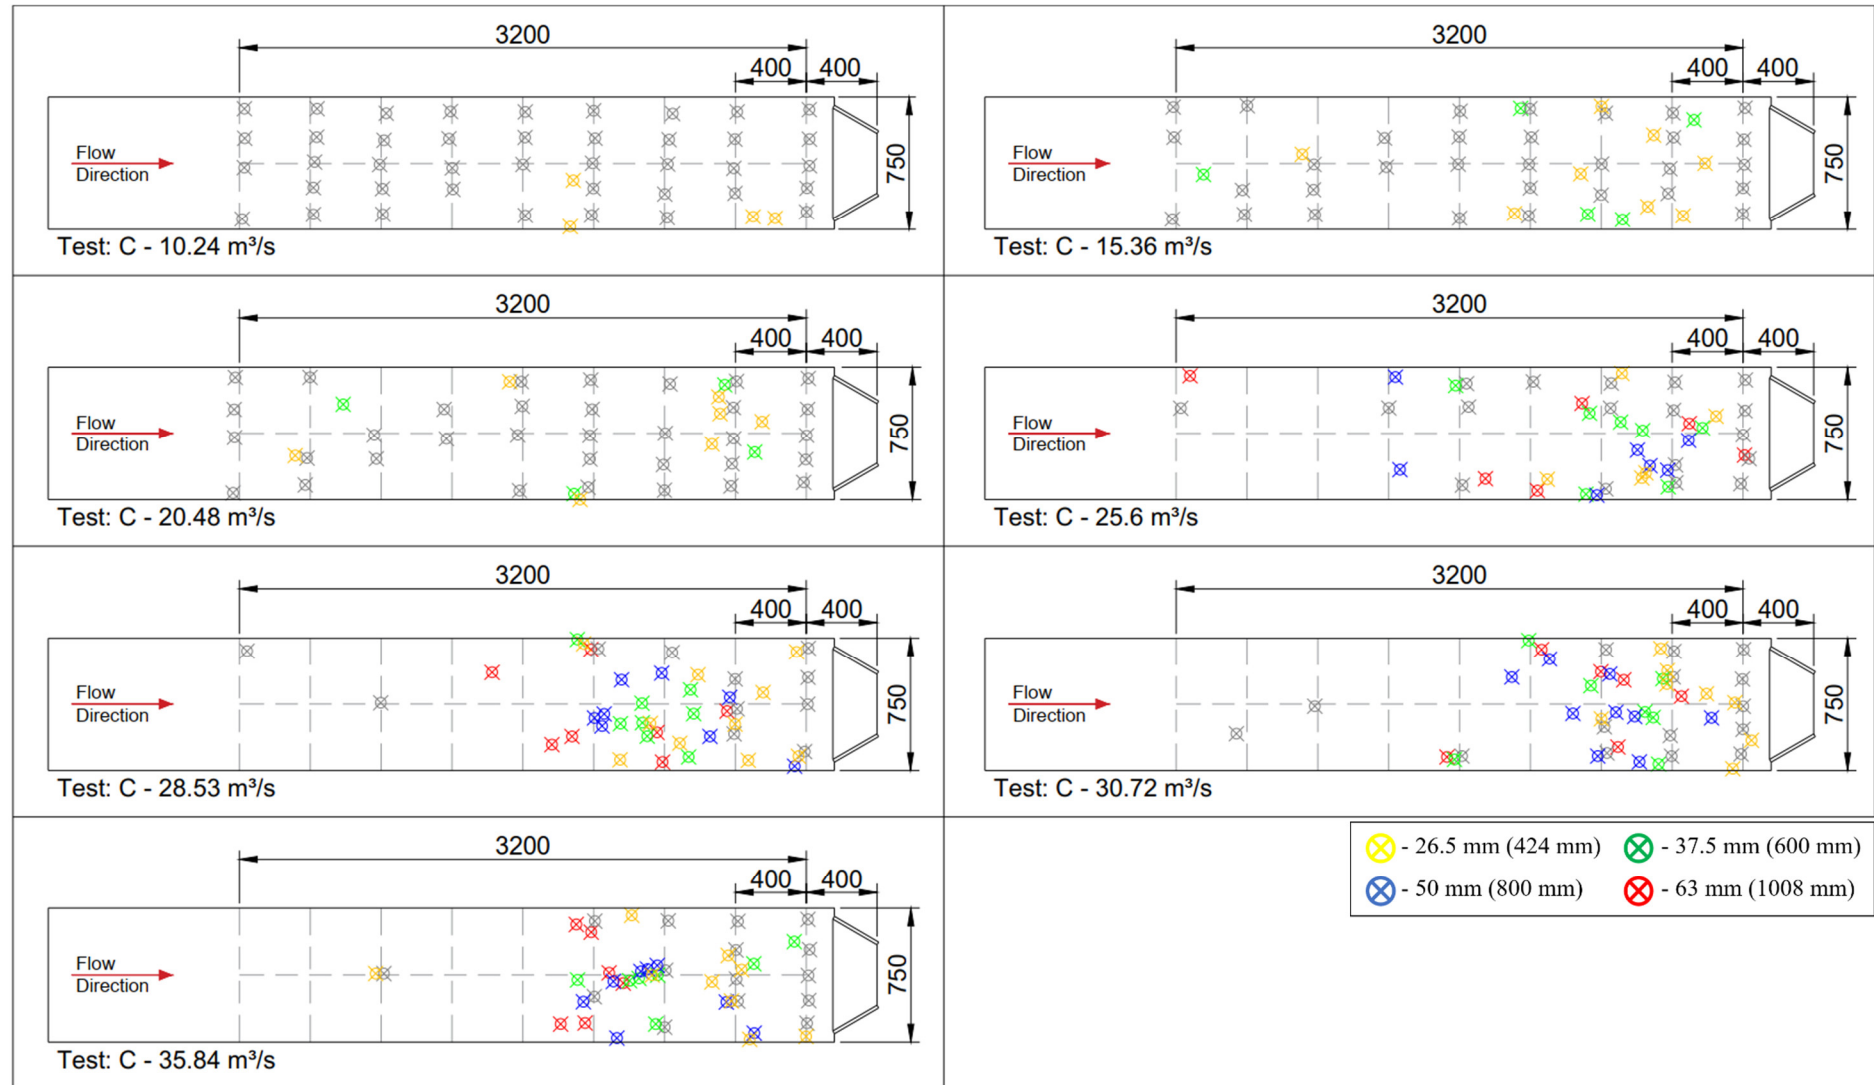 3200
400 400
Flow
Direction
750
Test: C - 10.24 m³/s
3200
400 400
Flow
Direction
750
Test: C - 15.36 m³/s
3200
400 400
Flow
Direction
750
Test: C - 20.48 m³/s
3200
400 400
Flow
Direction
750
Test: C - 25.6 m³/s
3200
400 400
Flow
Direction
750
Test: C - 28.53 m³/s
3200
400 400
Flow
Direction
750
Test: C - 30.72 m³/s
3200
400 400
Flow
Direction
750
Test: C - 35.84 m³/s
- 26.5 mm (424 mm) - 37.5 mm (600 mm)
- 50 mm (800 mm) - 63 mm (1008 mm)